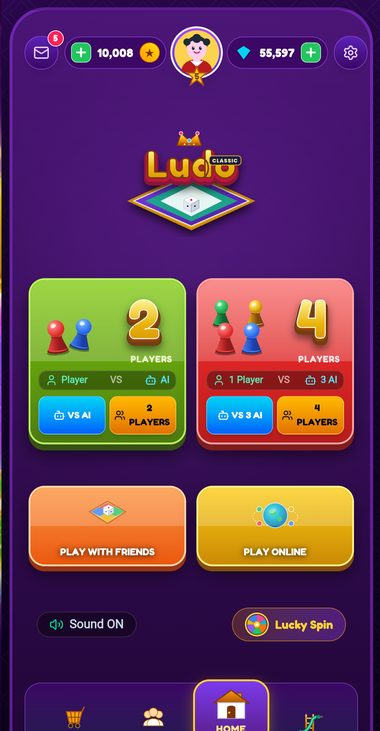 5
10,008
5
55,597
Ludo
CLASSIC
2
PLAYERS
Player VS AI
VS AI
2
PLAYERS
4
PLAYERS
1 Player VS 3 AI
VS 3 AI
4
PLAYERS
PLAY WITH FRIENDS
PLAY ONLINE
Sound ON
Lucky Spin
HOME